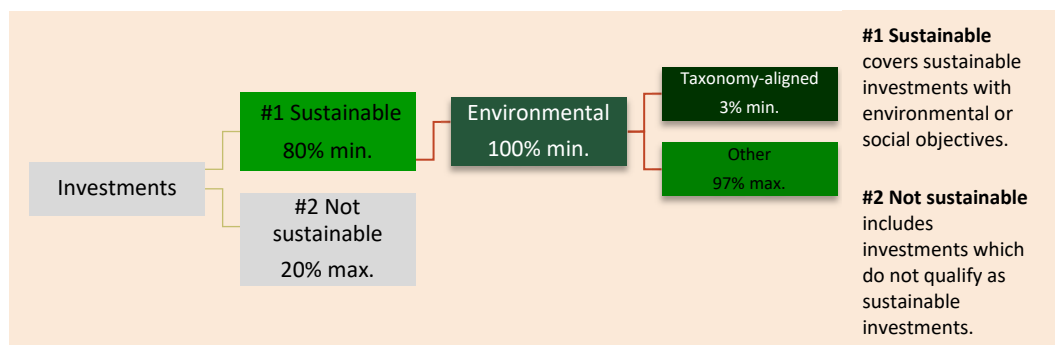 Investments
#1 Sustainable
80% min.
#2 Not
sustainable
20% max.
Environmental
100% min.
Taxonomy-aligned
3% min.
Other
97% max.
#1 Sustainable
covers sustainable
investments with
environmental or
social objectives.
#2 Not sustainable
includes
investments which
do not qualify as
sustainable
investments.